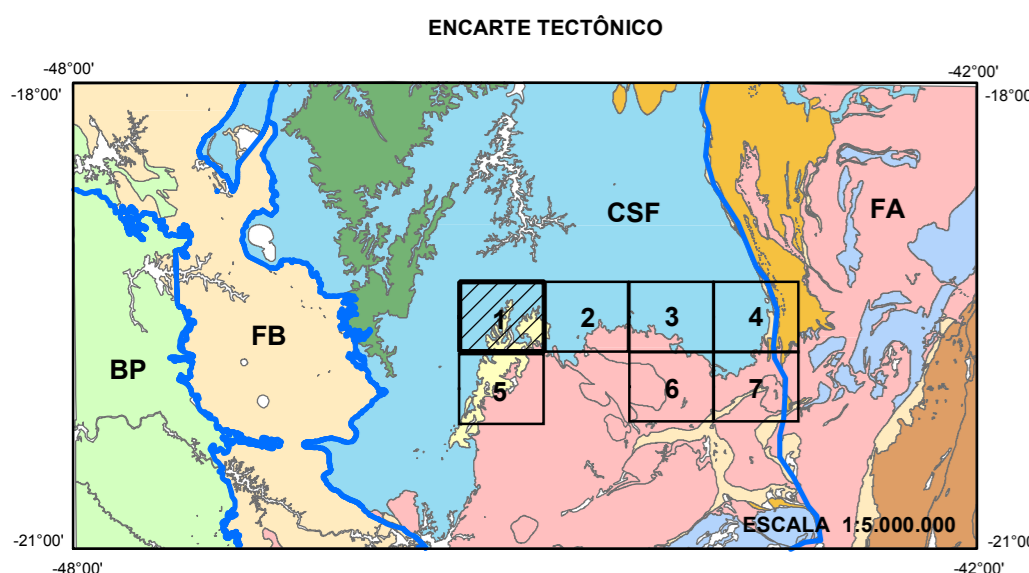 ENCARTE TECTÔNICO
-48°00'
-42°00'
-18°00'
-18°00'
CSF
FA
1
2
3
4
FB
BP
5
6
7
ESCALA 1:5.000.000
-21°00'
-21°00'
-48°00'
-42°00'